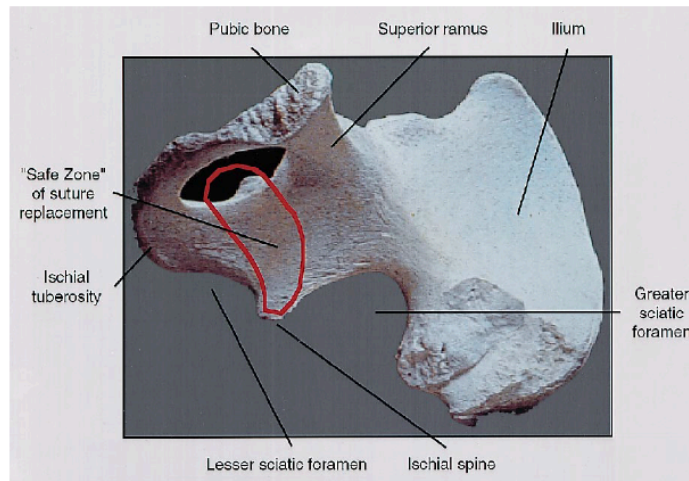 Pubic bone
Superior ramus
Ilium
"Safe Zone"
of suture
replacement
Ischial
tuberosity
Greater
sciatic
foramen
Lesser sciatic foramen
Ischial spine